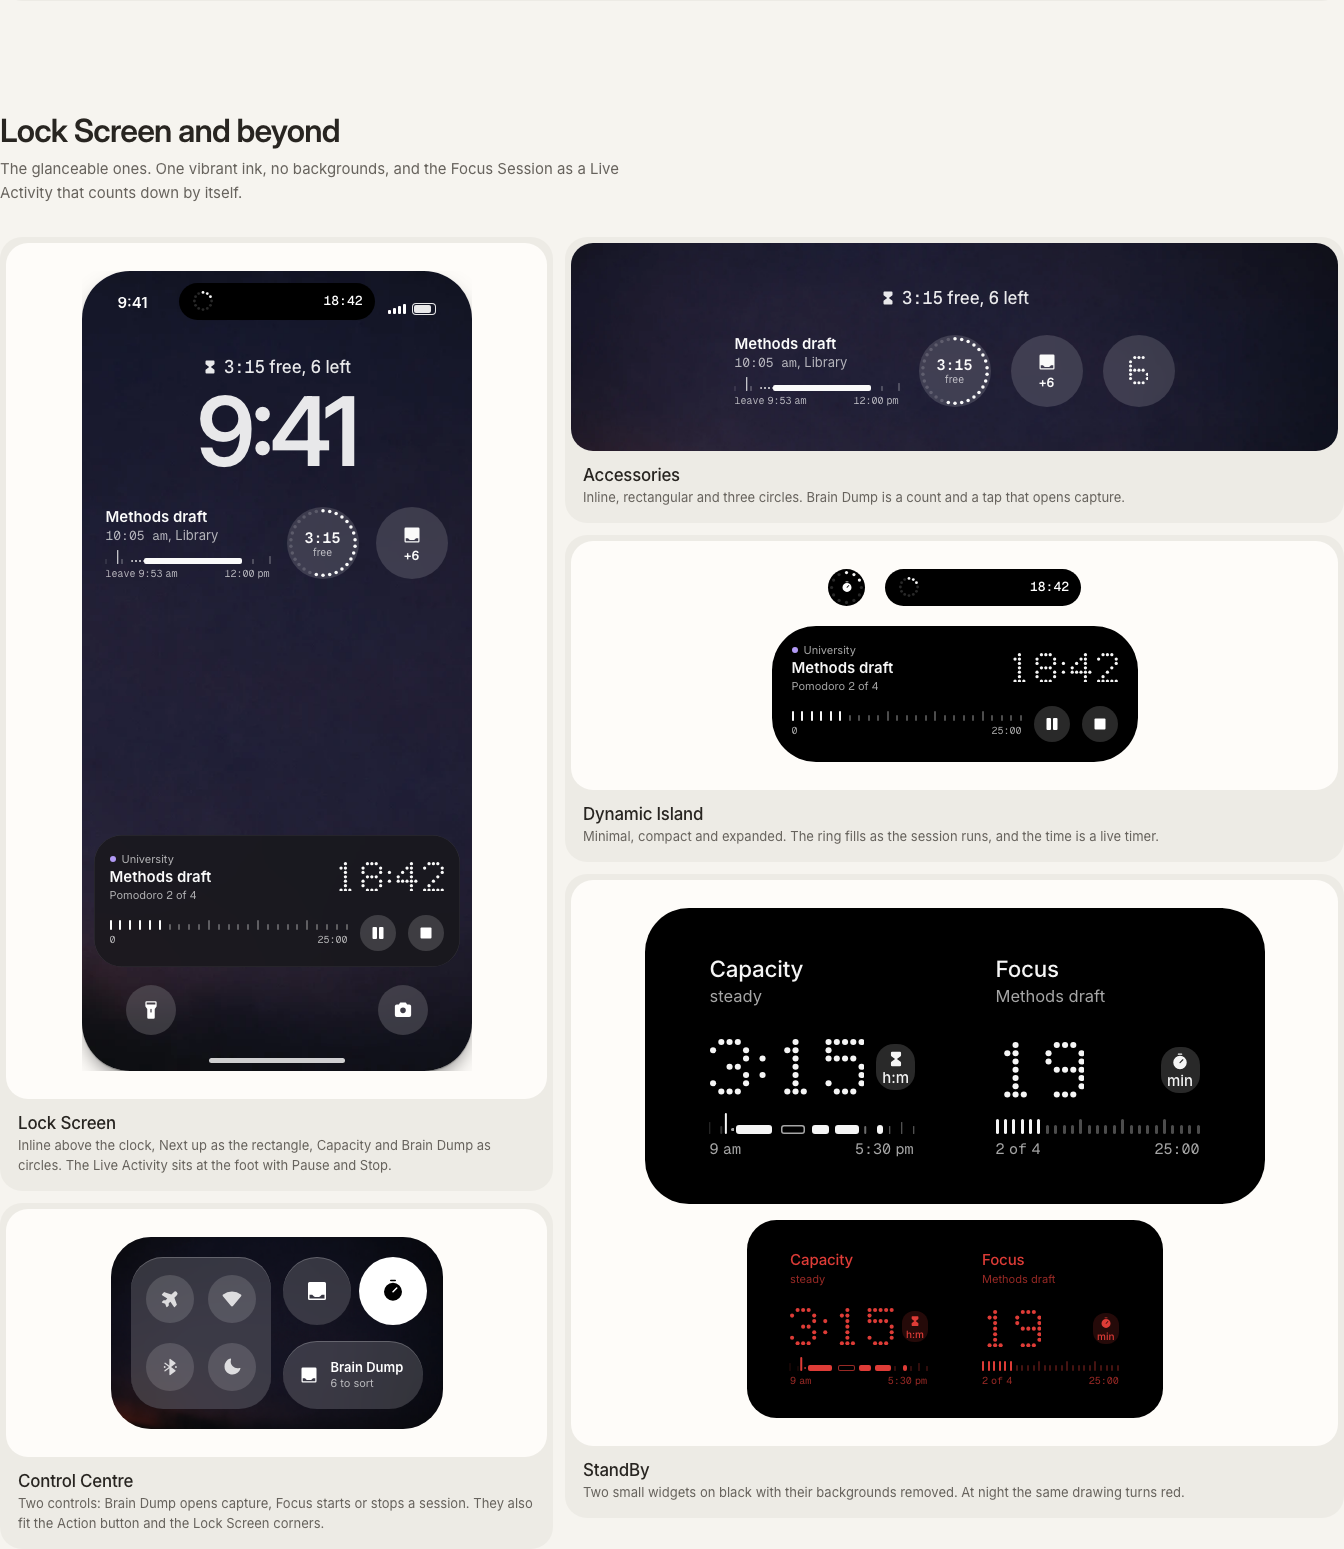 Lock Screen and beyond
The glanceable ones. One vibrant ink, no backgrounds, and the Focus Session as a Live
Activity that counts down by itself.
9:41
18:42
3:15 free, 6 left
9:41
Methods draft
10:05 am, Library
leave 9:53 am
12:00 pm
3:15
free
+6
University
Methods draft
Pomodoro 2 of 4
18:42
0
25:00
Lock Screen
Inline above the clock, Next up as the rectangle, Capacity and Brain Dump as
circles. The Live Activity sits at the foot with Pause and Stop.
Brain Dump
6 to sort
Control Centre
Two controls: Brain Dump opens capture, Focus starts or stops a session. They also
fit the Action button and the Lock Screen corners.
3:15 free, 6 left
Methods draft
10:05 am, Library
leave 9:53 am
12:00 pm
3:15
free
+6
6
Accessories
Inline, rectangular and three circles. Brain Dump is a count and a tap that opens capture.
18:42
University
Methods draft
Pomodoro 2 of 4
18:42
0
25:00
Dynamic Island
Minimal, compact and expanded. The ring fills as the session runs, and the time is a live timer.
Capacity
steady
3:15
h:m
9 am
5:30 pm
Focus
Methods draft
19
min
2 of 4
25:00
Capacity
steady
3:15
h:m
9 am
5:30 pm
Focus
Methods draft
19
min
2 of 4
25:00
StandBy
Two small widgets on black with their backgrounds removed. At night the same drawing turns red.